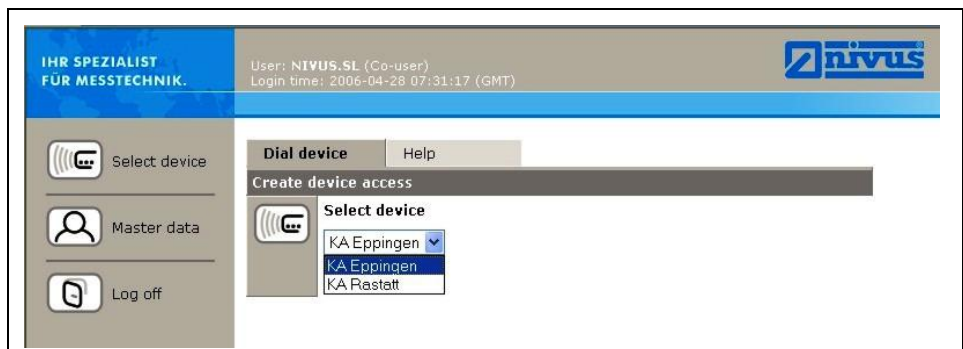 IHR SPEZIALIST
FÜR MESSTECHNIK.
User: NIVUS.SL (Co-user)
Login time: 2006-04-28 07:31:17 (GMT)
nivus
Select device
Master data
Log off
Dial device
Help
Create device access
Select device
KA Eppingen
KA Eppingen
KA Rastatt